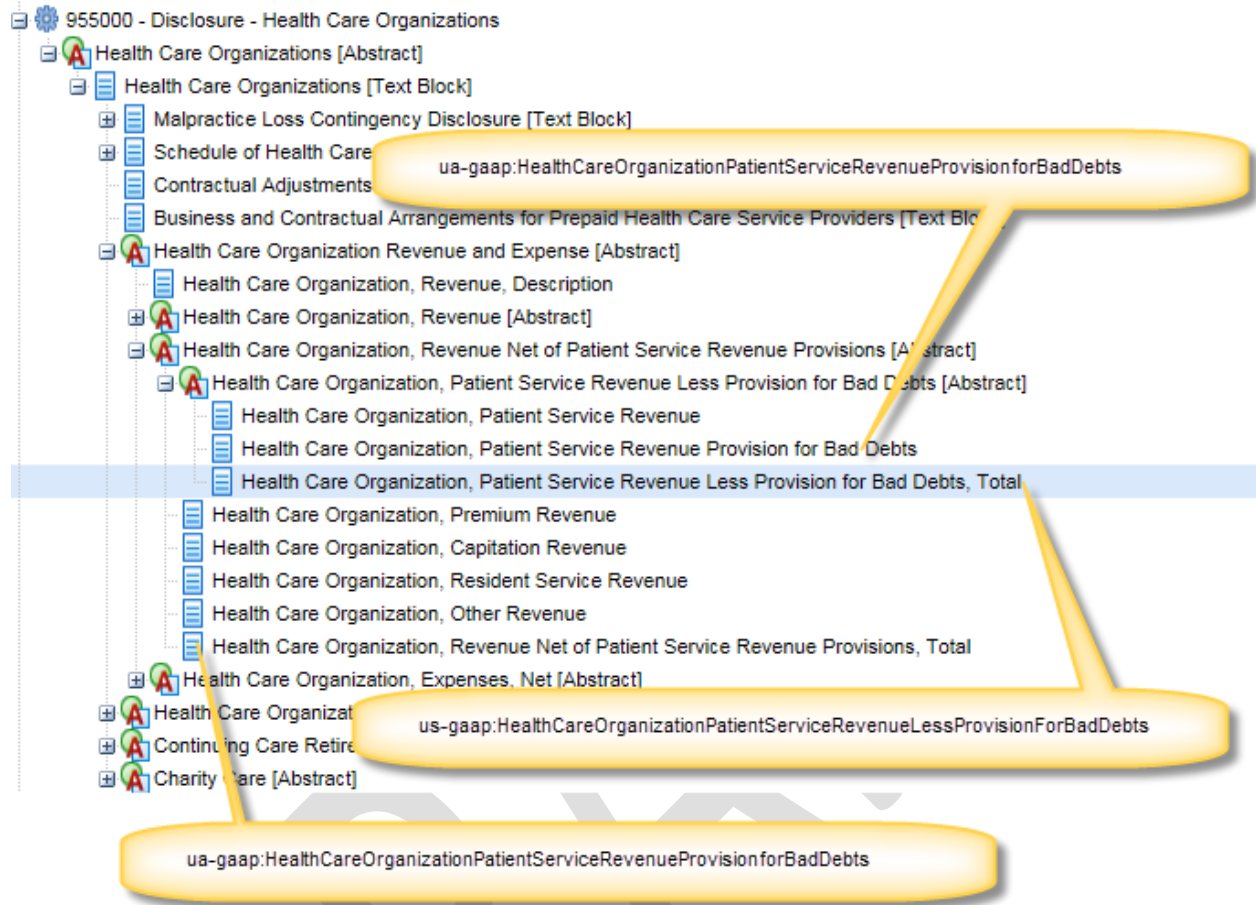 955000 - Disclosure - Health Care Organizations
Health Care Organizations [Abstract]
Health Care Organizations [Text Block]
Malpractice Loss Contingency Disclosure [Text Block]
Schedule of Health Care
ua-gaap:HealthCareOrganizationPatientServiceRevenueProvisionforBadDebts
Contractual Adjustments
Business and Contractual Arrangements for Prepaid Health Care Service Providers [Text
Health Care Organization Revenue and Expense [Abstract]
Health Care Organization, Revenue, Description
Health Care Organization, Revenue [Abstract]
Health Care Organization, Revenue Net of Patient Service Revenue Provisions [Abstract]
Health Care Organization, Patient Service Revenue Less Provision for Bad Debts [Abstract]
Health Care Organization, Patient Service Revenue
Health Care Organization, Patient Service Revenue Provision for Bad Debts
Health Care Organization, Patient Service Revenue Less Provision for Bad Debts, Total
Health Care Organization, Premium Revenue
Health Care Organization, Capitation Revenue
Health Care Organization, Resident Service Revenue
Health Care Organization, Other Revenue
Health Care Organization, Revenue Net of Patient Service Revenue Provisions, Total
Health Care Organization, Expenses, Net [Abstract]
Health Care
us-gaap:HealthCareOrganizationPatientServiceRevenueLessProvisionForBadDebts
Continuing Care
Charity Care [Abstract]
ua-gaap:HealthCareOrganizationPatientServiceRevenueProvisionforBadDebts